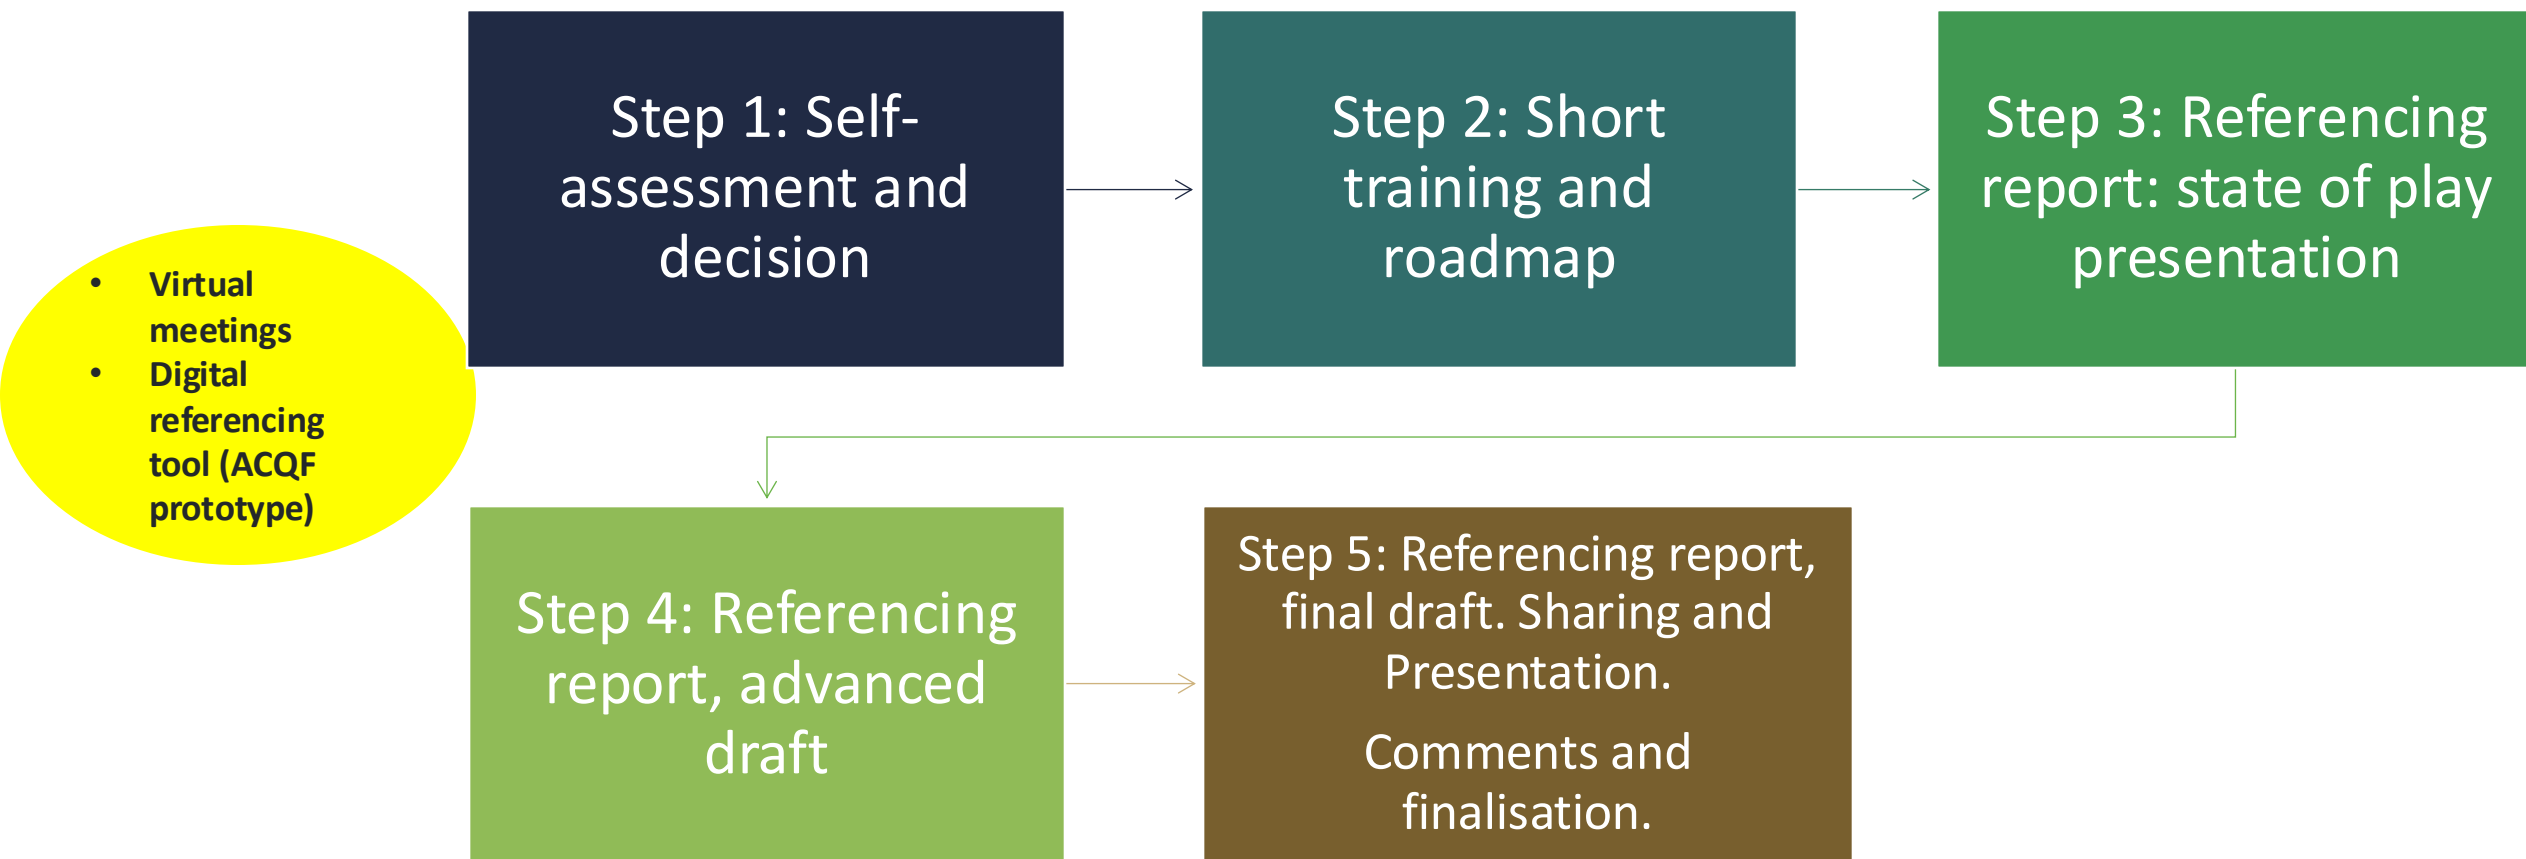 Step 1: Self-
assessment and
decision
Step 2: Short
training and
roadmap
Step 3: Referencing
report: state of play
presentation
• Virtual
meetings
• Digital
referencing
tool (ACQF
prototype)
Step 4: Referencing
report, advanced
draft
Step 5: Referencing report,
final draft. Sharing and
Presentation.
Comments and
finalisation.